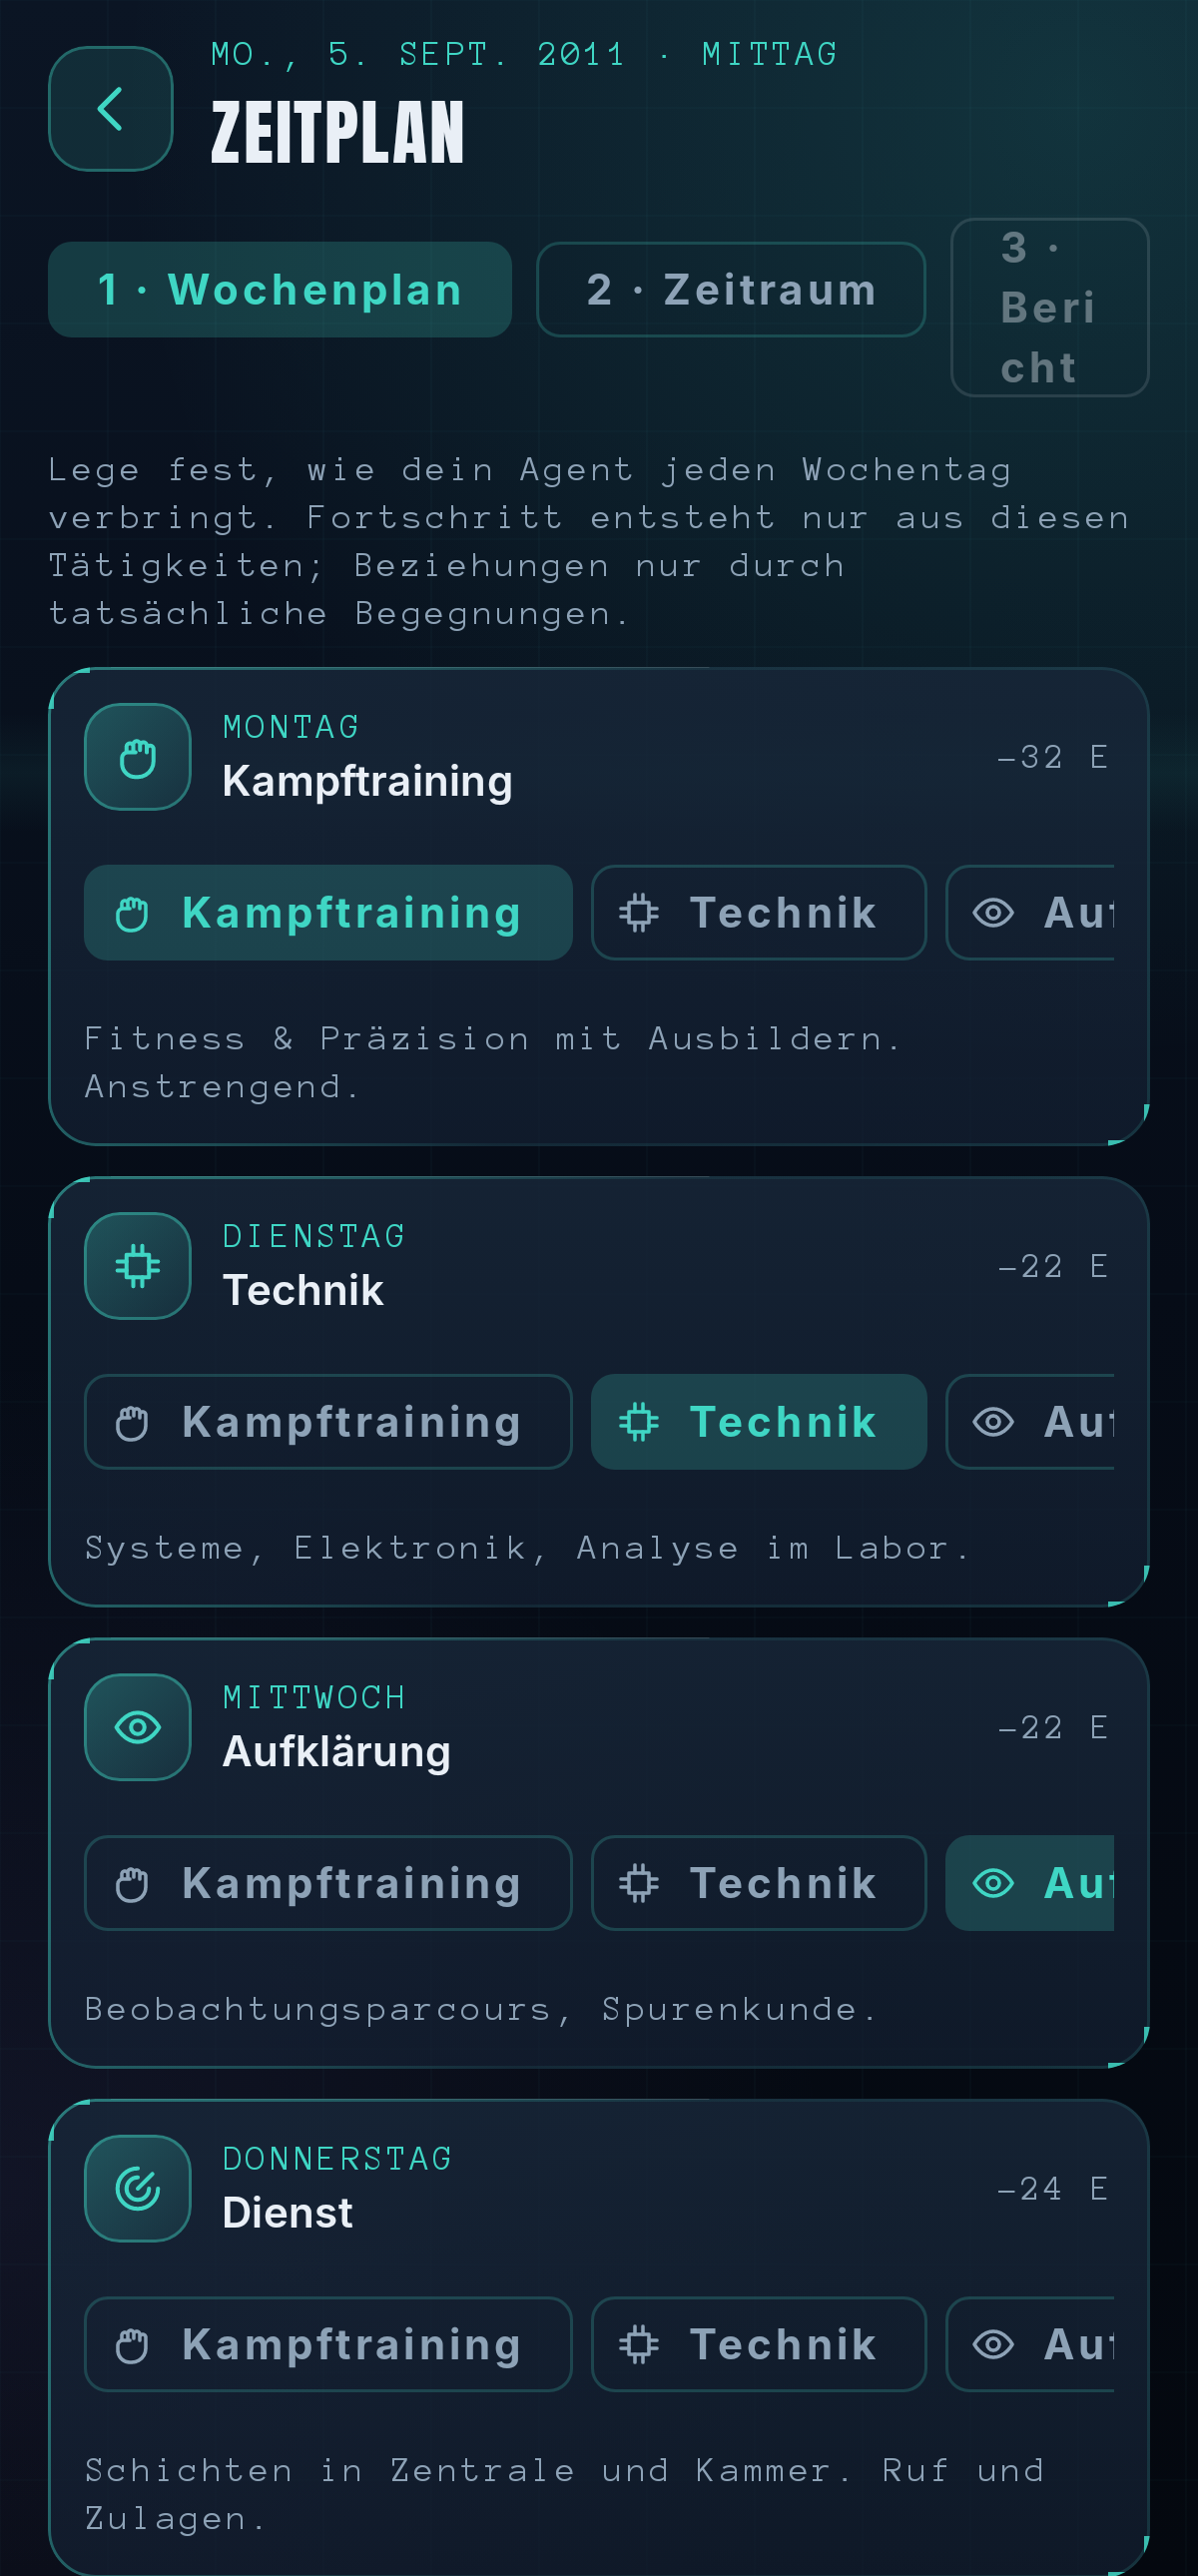 MO., 5. SEPT. 2011 · MITTAG
ZEITPLAN
1 · Wochenplan
2 · Zeitraum
3 ·
Beri
cht
Lege fest, wie dein Agent jeden Wochentag
verbringt. Fortschritt entsteht nur aus diesen
Tätigkeiten; Beziehungen nur durch
tatsächliche Begegnungen.
MONTAG
Kampftraining
−32 E
Kampftraining
Technik
Fitness & Präzision mit Ausbildern.
Anstrengend.
DIENSTAG
Technik
−22 E
Kampftraining
Technik
Systeme, Elektronik, Analyse im Labor.
MITTWOCH
Aufklärung
−22 E
Kampftraining
Technik
Beobachtungsparcours, Spurenkunde.
DONNERSTAG
Dienst
−24 E
Kampftraining
Technik
Schichten in Zentrale und Kammer. Ruf und
Zulagen.